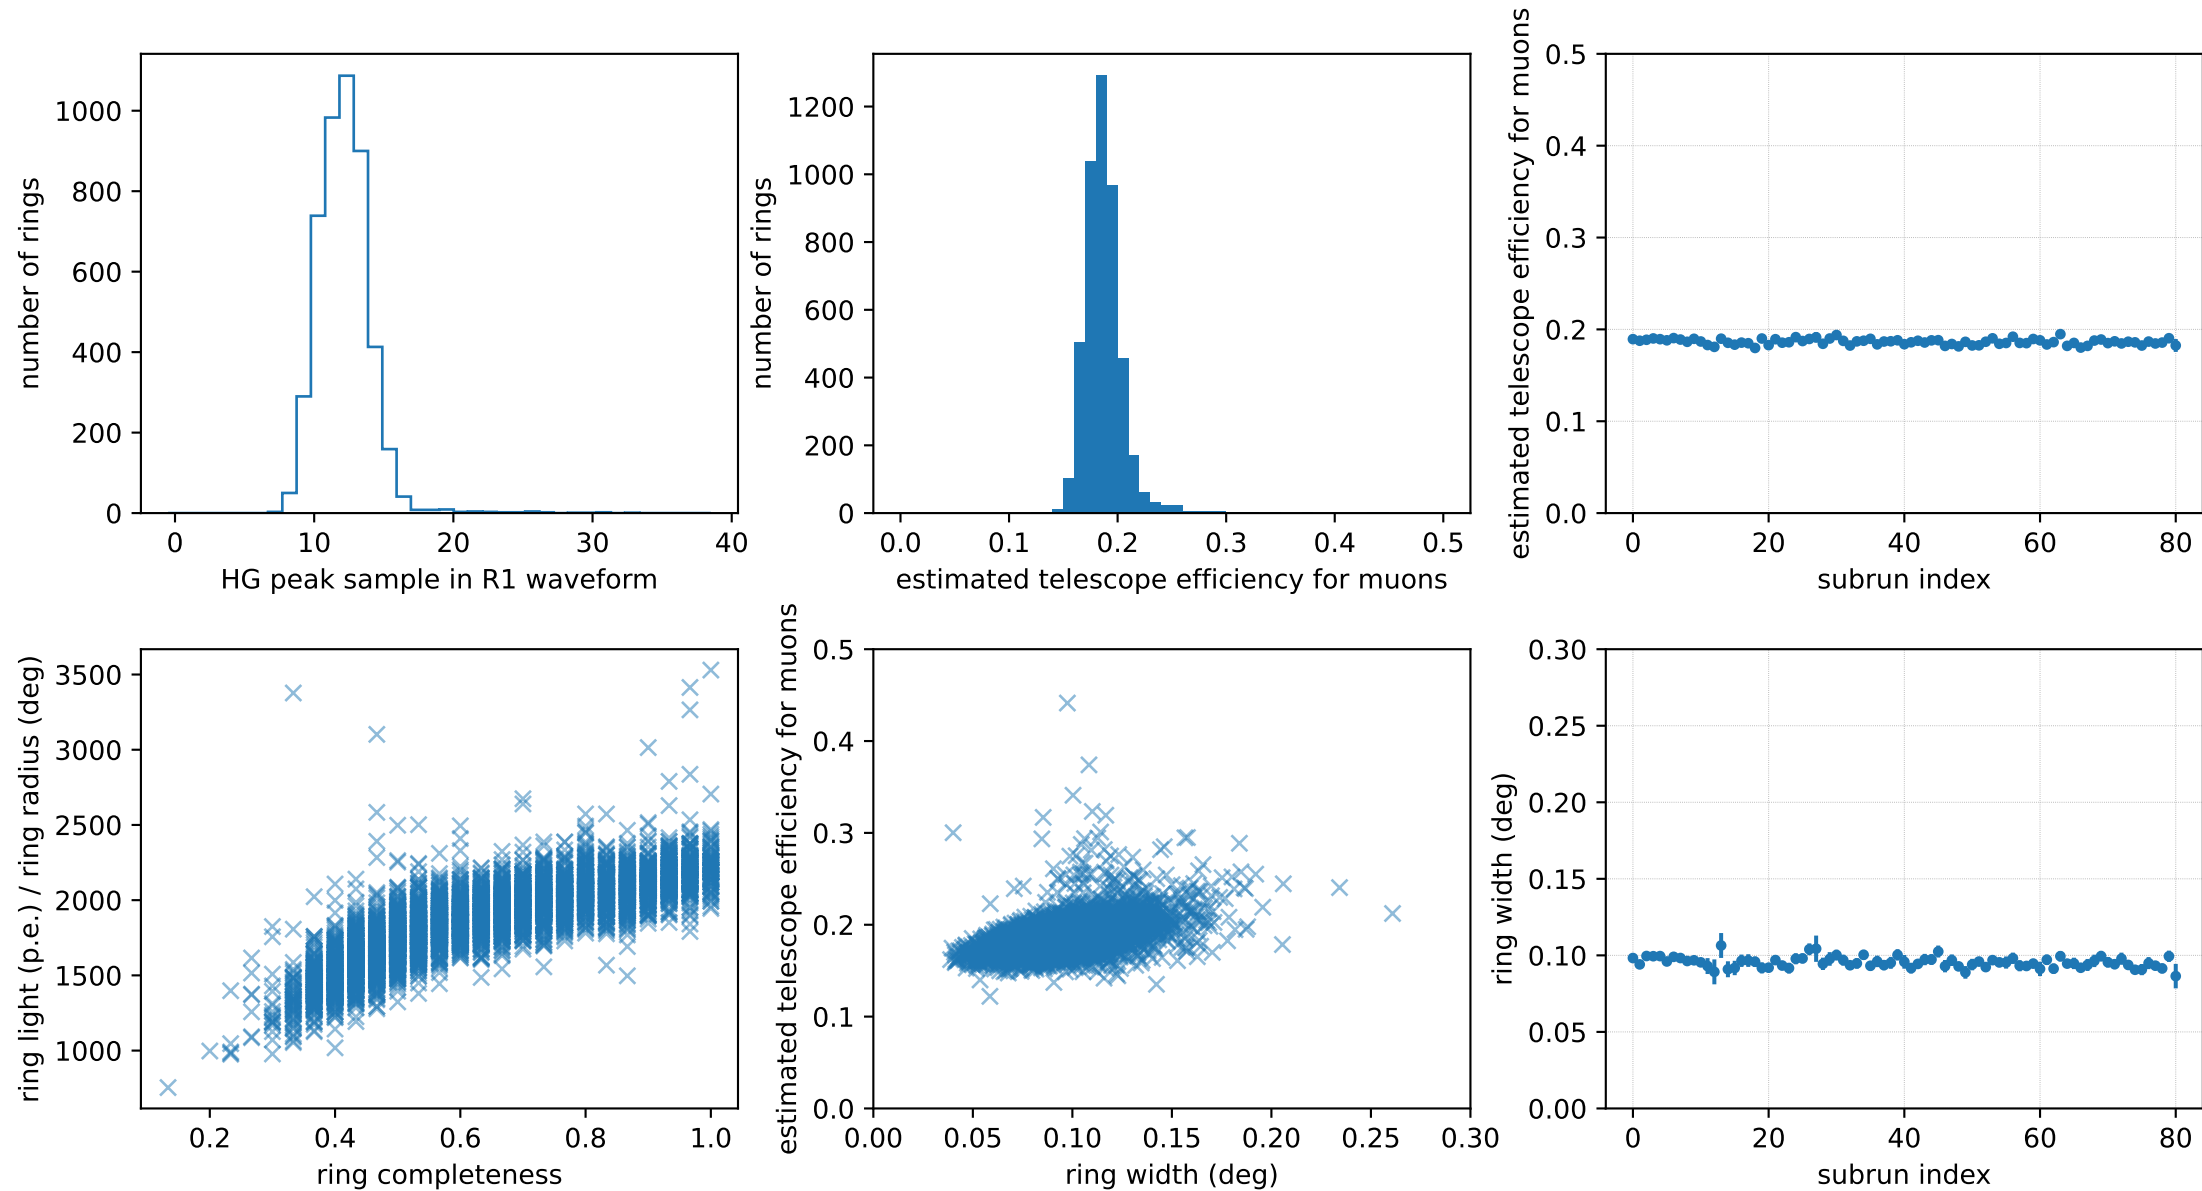 1000
800
600
400
200
0
number of rings
0 10 20 30 40
HG peak sample in R1 waveform
1200
1000
800
600
400
200
0
number of rings
0.0 0.1 0.2 0.3 0.4 0.5
estimated telescope efficiency for muons
0.5
0.4
0.3
0.2
0.1
0.0
estimated telescope efficiency for muons
0 20 40 60 80
subrun index
3500
3000
2500
2000
1500
1000
ring light (p.e.) / ring radius (deg)
0.2 0.4 0.6 0.8 1.0
ring completeness
0.5
0.4
0.3
0.2
0.1
0.0
estimated telescope efficiency for muons
0.00 0.05 0.10 0.15 0.20 0.25 0.30
ring width (deg)
0.30
0.25
0.20
0.15
0.10
0.05
0.00
ring width (deg)
0 20 40 60 80
subrun index